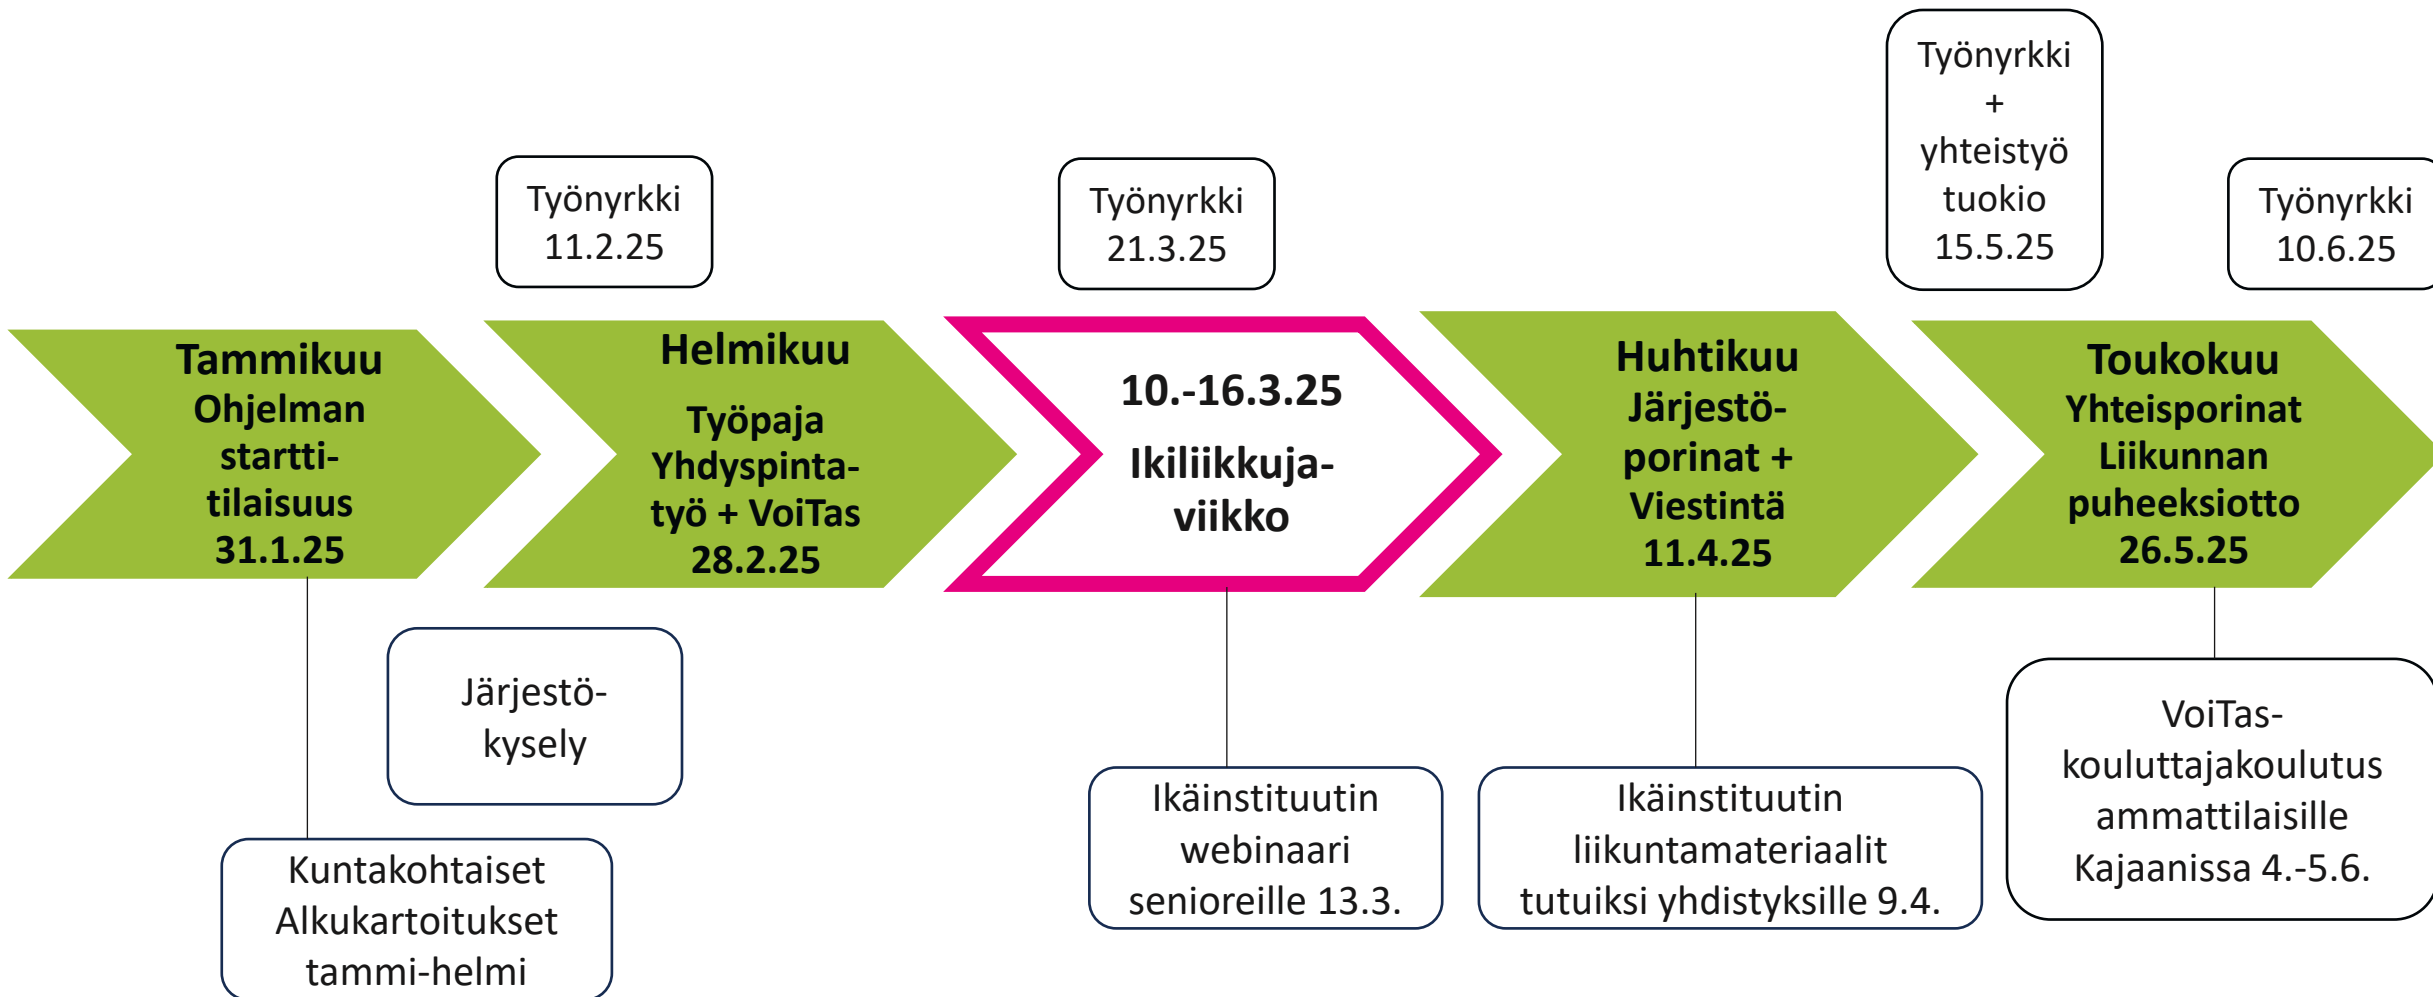 Työnyrkki
11.2.25
Työnyrkki
21.3.25
Työnyrkki
+
yhteistyö
tuokio
15.5.25
Työnyrkki
10.6.25
Tammikuu
Ohjelman
startti-
tilaisuus
31.1.25
Helmikuu
Työpaja
Yhdyspinta-
työ + VoiTas
28.2.25
10.-16.3.25
Ikiliikkuja-
viikko
Huhtikuu
Järjestö-
porinat +
Viestintä
11.4.25
Toukokuu
Yhteisporinat
Liikunnan
puheeksiotto
26.5.25
Järjestö-
kysely
Kuntakohtaiset
Alkukartoitukset
tammi-helmi
Ikäinstituutin
webinaari
senioreille 13.3.
Ikäinstituutin
liikuntamateriaalit
tutuiksi yhdistyksille 9.4.
VoiTas-
kouluttajakoulutus
ammattilaisille
Kajaanissa 4.-5.6.